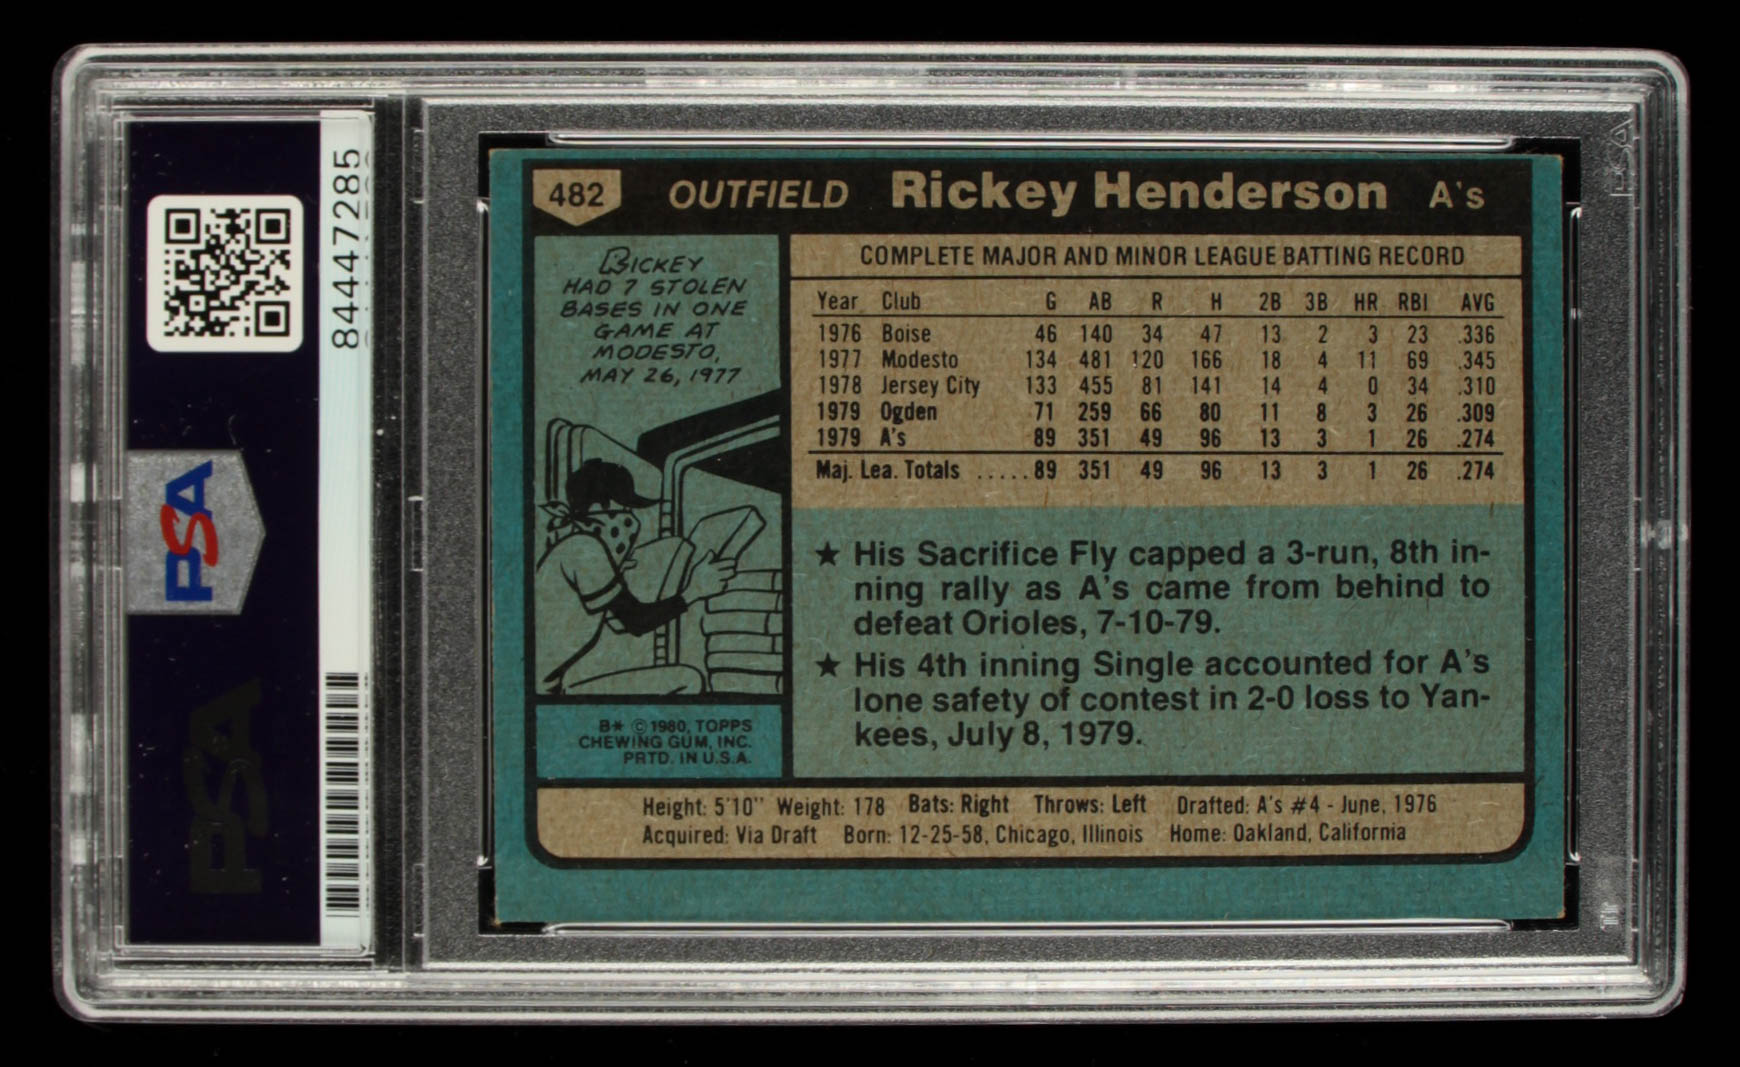 84447285
PSA
PSA
482 OUTFIELD Rickey Henderson A's
RICKEY
HAD 7 STOLEN
BASES IN ONE
GAME AT
MODESTO,
MAY 26, 1977
B* © 1980, TOPPS
CHEWING GUM, INC.
PRTD. IN U.S.A.
COMPLETE MAJOR AND MINOR LEAGUE BATTING RECORD
Year Club G AB R H 2B 3B HR RBI AVG
1976 Boise 46 140 34 47 13 2 3 23 .336
1977 Modesto 134 481 120 166 18 4 11 69 .345
1978 Jersey City 133 455 81 141 14 4 0 34 .310
1979 Ogden 71 259 66 80 11 8 3 26 .309
1979 A's 89 351 49 96 13 3 1 26 .274
Maj. Lea. Totals ..... 89 351 49 96 13 3 1 26 .274
★ His Sacrifice Fly capped a 3-run, 8th in-
ning rally as A's came from behind to
defeat Orioles, 7-10-79.
★ His 4th inning Single accounted for A's
lone safety of contest in 2-0 loss to Yan-
kees, July 8, 1979.
Height: 5'10" Weight: 178 Bats: Right Throws: Left Drafted: A's #4 - June, 1976
Acquired: Via Draft Born: 12-25-58, Chicago, Illinois Home: Oakland, California
PSA